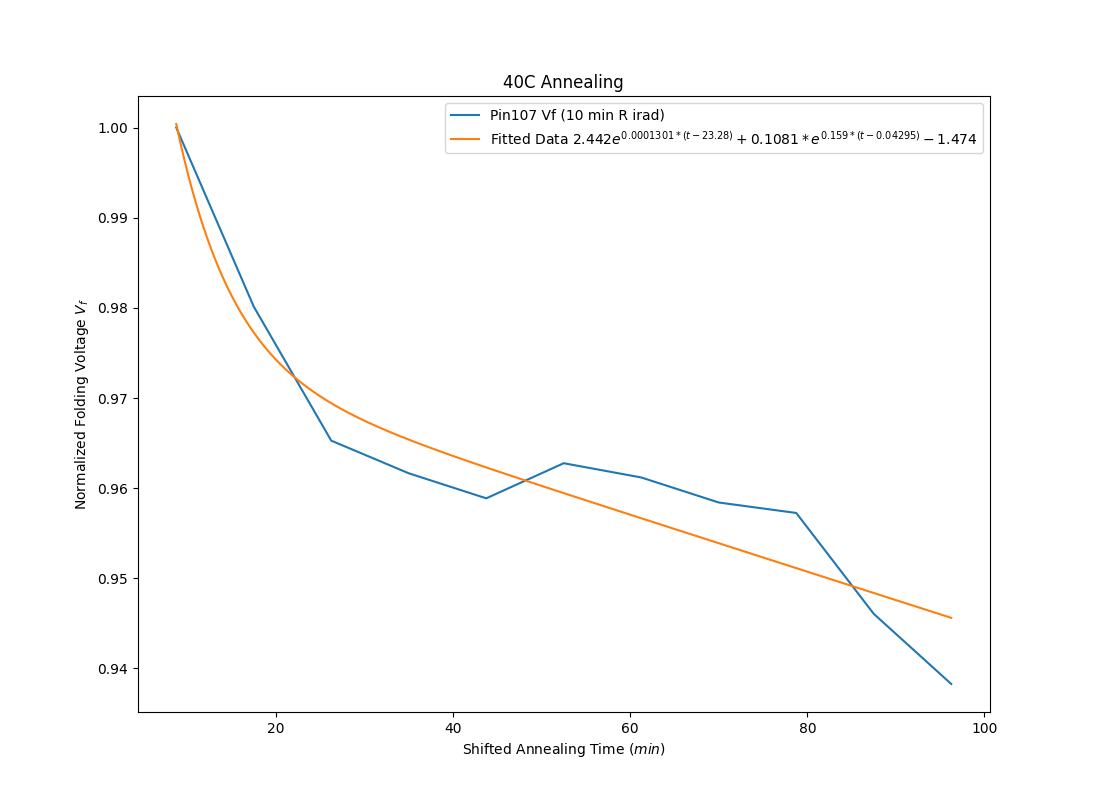 40C Annealing
Pin107 Vf (10 min R irad)
Fitted Data 2.442e^{0.0001301*(t−23.28)} + 0.1081*e^{0.159*(t−0.04295)} − 1.474
1.00
0.99
0.98
0.97
0.96
0.95
0.94
Normalized Folding Voltage V_f
20 40 60 80 100
Shifted Annealing Time (min)